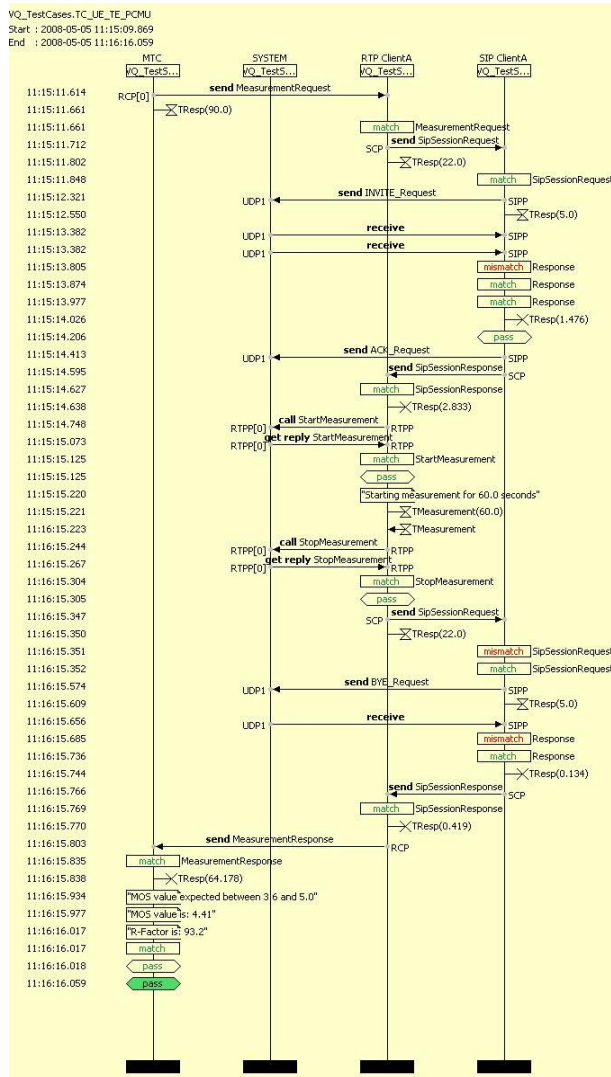 VQ_TestCases.TC_UE_TE_PCMU
Start : 2008-05-05 11:15:09.869
End : 2008-05-05 11:16:16.059
MTC SYSTEM RTP ClientA SIP ClientA
VQ_TestS... VQ_TestS... VQ_TestS... VQ_TestS...
11:15:11.614 RCP[0] send MeasurementRequest
11:15:11.661 TResp(90.0)
11:15:11.661 match MeasurementRequest
11:15:11.712 SCP send SipSessionRequest
11:15:11.802 TResp(22.0)
11:15:11.848 match SipSessionRequest
11:15:12.321 UDP1 send INVITE_Request SIPP
11:15:12.550 TResp(5.0)
11:15:13.382 UDP1 receive SIPP
11:15:13.382 UDP1 receive SIPP
11:15:13.805 mismatch Response
11:15:13.874 match Response
11:15:13.977 match Response
11:15:14.026 TResp(1.476)
11:15:14.206 pass
11:15:14.413 UDP1 send ACK_Request SIPP
11:15:14.595 send SipSessionResponse SCP
11:15:14.627 match SipSessionResponse
11:15:14.638 TResp(2.833)
11:15:14.748 RTPP[0] call StartMeasurement RTPP
11:15:15.073 RTPP[0] get reply StartMeasurement RTPP
11:15:15.125 match StartMeasurement
11:15:15.125 pass
11:15:15.220 "Starting measurement for 60.0 seconds"
11:15:15.221 TMeasurement(60.0)
11:16:15.223 TMeasurement
11:16:15.244 RTPP[0] call StopMeasurement RTPP
11:16:15.267 RTPP[0] get reply StopMeasurement RTPP
11:16:15.304 match StopMeasurement
11:16:15.305 pass
11:16:15.347 SCP send SipSessionRequest
11:16:15.350 TResp(22.0)
11:16:15.351 mismatch SipSessionRequest
11:16:15.352 match SipSessionRequest
11:16:15.574 UDP1 send BYE_Request SIPP
11:16:15.609 TResp(5.0)
11:16:15.656 UDP1 receive SIPP
11:16:15.685 mismatch Response
11:16:15.736 match Response
11:16:15.744 TResp(0.134)
11:16:15.766 send SipSessionResponse SCP
11:16:15.769 match SipSessionResponse
11:16:15.770 TResp(0.419)
11:16:15.803 send MeasurementResponse RCP
11:16:15.835 match MeasurementResponse
11:16:15.838 TResp(64.178)
11:16:15.934 "MOS value expected between 3.6 and 5.0"
11:16:15.977 "MOS value is: 4.41"
11:16:16.017 "R-Factor is: 93.2"
11:16:16.017 match
11:16:16.018 pass
11:16:16.059 pass